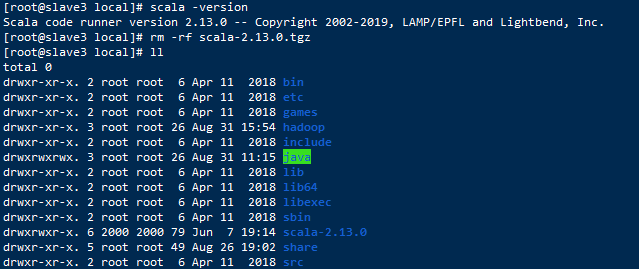 [root@slave3 local]# scala -version
Scala code runner version 2.13.0 -- Copyright 2002-2019, LAMP/EPFL and Lightbend, Inc.
[root@slave3 local]# rm -rf scala-2.13.0.tgz
[root@slave3 local]# ll
total 0
drwxr-xr-x. 2 root root  6 Apr 11  2018 bin
drwxr-xr-x. 2 root root  6 Apr 11  2018 etc
drwxr-xr-x. 2 root root  6 Apr 11  2018 games
drwxr-xr-x. 3 root root 26 Aug 31 15:54 hadoop
drwxr-xr-x. 2 root root  6 Apr 11  2018 include
drwxrwxrwx. 3 root root 26 Aug 31 11:15 java
drwxr-xr-x. 2 root root  6 Apr 11  2018 lib
drwxr-xr-x. 2 root root  6 Apr 11  2018 lib64
drwxr-xr-x. 2 root root  6 Apr 11  2018 libexec
drwxr-xr-x. 2 root root  6 Apr 11  2018 sbin
drwxrwxr-x. 6 2000 2000 79 Jun  7 19:14 scala-2.13.0
drwxr-xr-x. 5 root root 49 Aug 26 19:02 share
drwxr-xr-x. 2 root root  6 Apr 11  2018 src